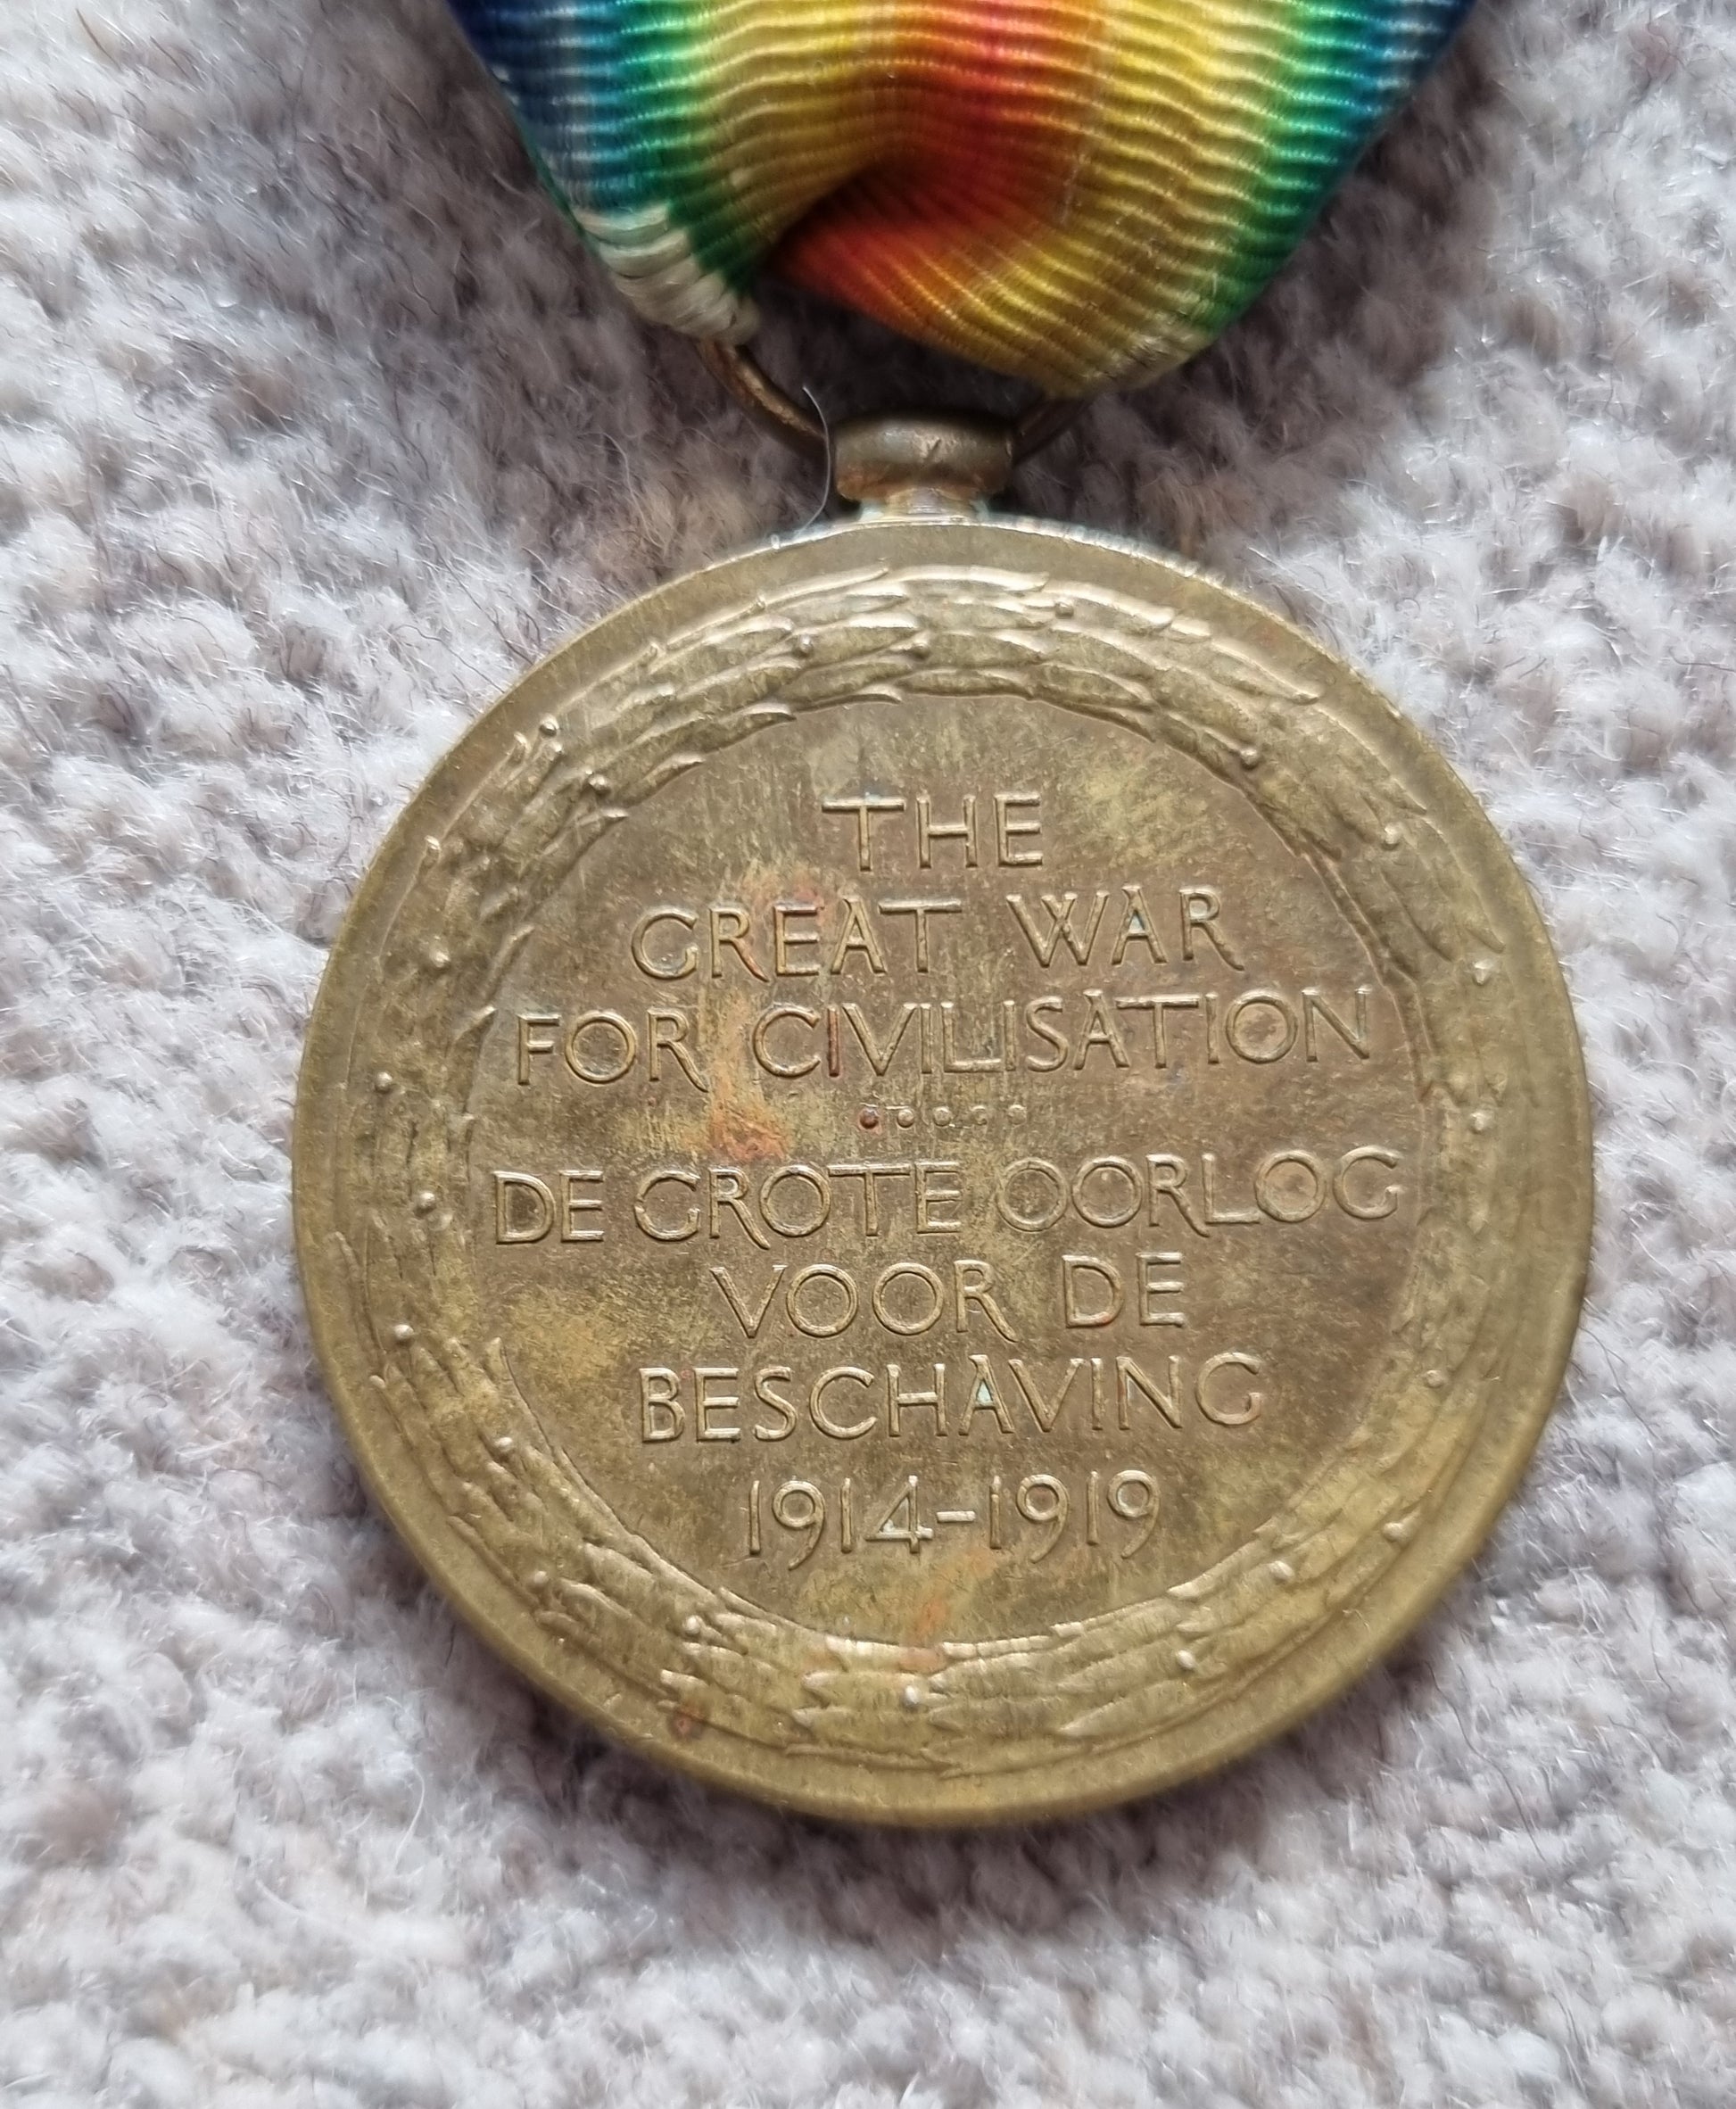 THE
GREAT WAR
FOR CIVILISATION
DE GROTE OORLOG
VOOR DE
BESCHAVING
1914-1919